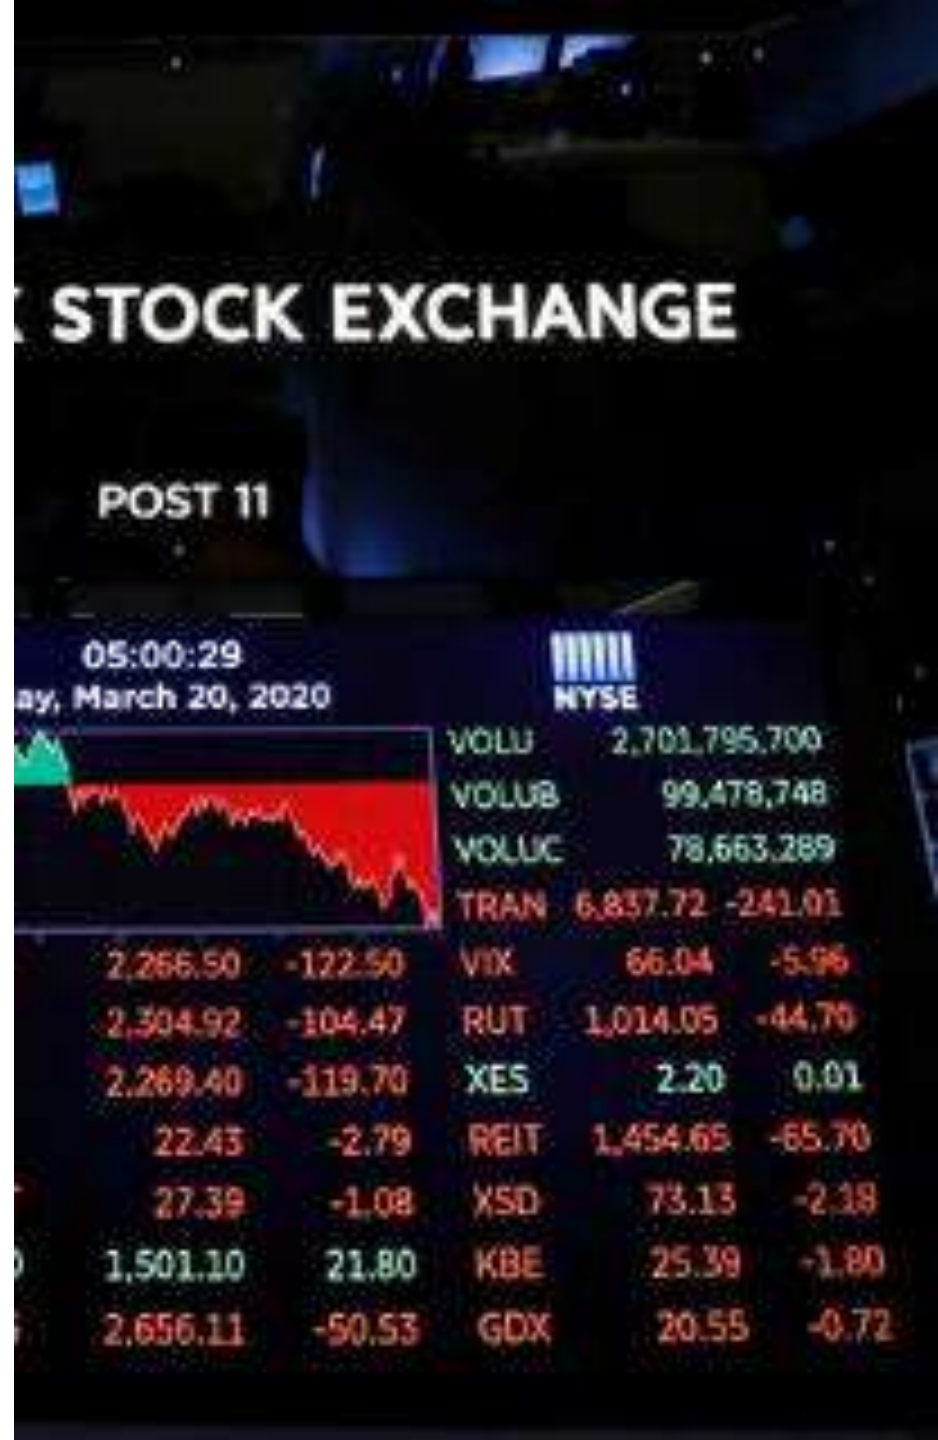 STOCK EXCHANGE
POST 11
05:00:29
ay, March 20, 2020
NYSE
VOLU 2,701,795,700
VOLUB 99,478,748
VOLUC 78,663,289
TRAN 6,837.72 -241.01
2,266.50 -122.50 VIX 66.04 -5.96
2,304.92 -104.47 RUT 1,014.05 -44.70
2,269.40 -119.70 XES 2.20 0.01
22.43 -2.79 REIT 1,454.65 -65.70
27.39 -1.08 XSD 73.13 -2.18
1,501.10 21.80 KBE 25.39 -1.80
2,656.11 -50.53 GDX 20.55 -0.72